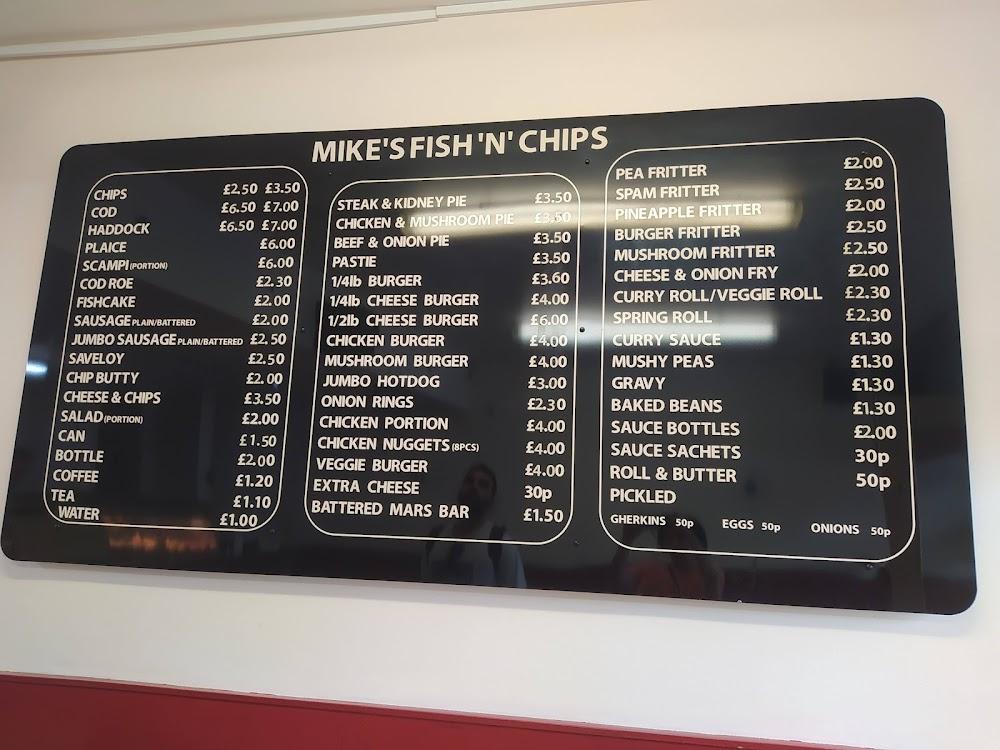 MIKE'S FISH 'N' CHIPS
CHIPS £2.50 £3.50
COD £6.50 £7.00
HADDOCK £6.50 £7.00
PLAICE £6.00
SCAMPI (PORTION) £6.00
COD ROE £2.30
FISHCAKE £2.00
SAUSAGE PLAIN/BATTERED £2.00
JUMBO SAUSAGE PLAIN/BATTERED £2.50
SAVELOY £2.50
CHIP BUTTY £2.00
CHEESE & CHIPS £3.50
SALAD (PORTION) £2.00
CAN £1.50
BOTTLE £2.00
COFFEE £1.20
TEA £1.10
WATER £1.00
STEAK & KIDNEY PIE £3.50
CHICKEN & MUSHROOM PIE £3.50
BEEF & ONION PIE £3.50
PASTIE £3.50
1/4lb BURGER £3.60
1/4lb CHEESE BURGER £4.00
1/2lb CHEESE BURGER £6.00
CHICKEN BURGER £4.00
MUSHROOM BURGER £4.00
JUMBO HOTDOG £3.00
ONION RINGS £2.30
CHICKEN PORTION £4.00
CHICKEN NUGGETS (8PCS) £4.00
VEGGIE BURGER £4.00
EXTRA CHEESE 30p
BATTERED MARS BAR £1.50
PEA FRITTER £2.00
SPAM FRITTER £2.50
PINEAPPLE FRITTER £2.00
BURGER FRITTER £2.50
MUSHROOM FRITTER £2.50
CHEESE & ONION FRY £2.00
CURRY ROLL/VEGGIE ROLL £2.30
SPRING ROLL £2.30
CURRY SAUCE £1.30
MUSHY PEAS £1.30
GRAVY £1.30
BAKED BEANS £1.30
SAUCE BOTTLES £2.00
SAUCE SACHETS 30p
ROLL & BUTTER 50p
PICKLED
GHERKINS 50p EGGS 50p ONIONS 50p